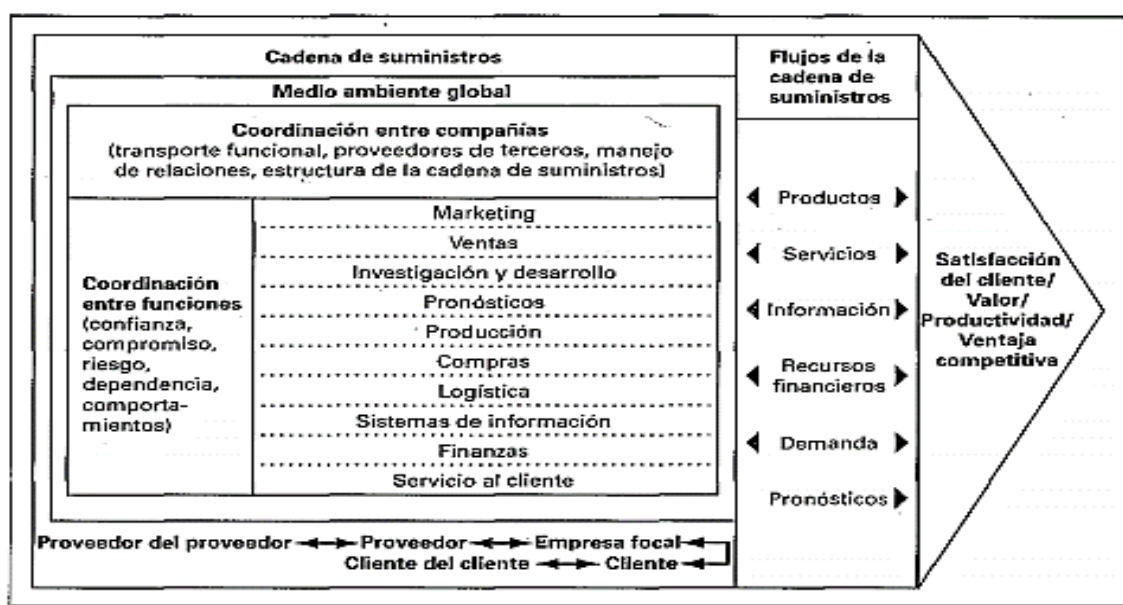 Cadena de suministros
Medio ambiente global
Coordinación entre compañías
(transporte funcional, proveedores de terceros, manejo
de relaciones, estructura de la cadena de suministros)
Coordinación
entre funciones
(confianza,
compromiso,
riesgo,
dependencia,
comporta-
mientos)
Marketing
Ventas
Investigación y desarrollo
Pronósticos
Producción
Compras
Logística
Sistemas de información
Finanzas
Servicio al cliente
Proveedor del proveedor Proveedor Empresa focal
Cliente del cliente Cliente
Flujos de la
cadena de
suministros
Productos
Servicios
Información
Recursos
financieros
Demanda
Pronósticos
Satisfacción
del cliente/
Valor/
Productividad/
Ventaja
competitiva